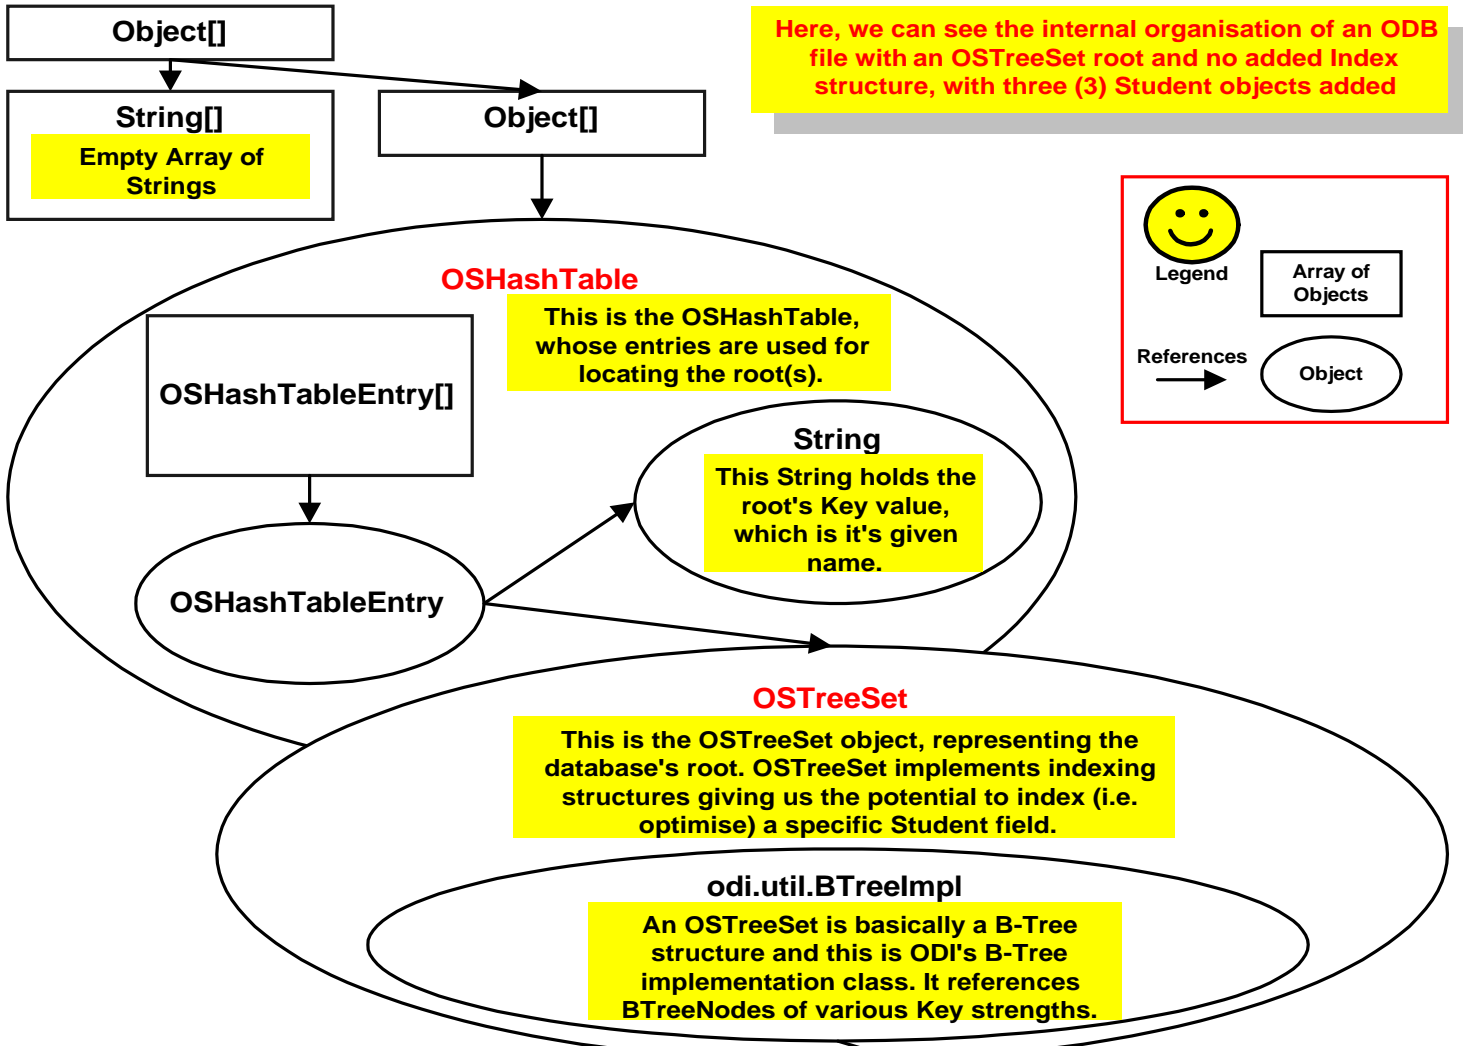 Object[]
Here, we can see the internal organisation of an ODB
file with an OSTreeSet root and no added Index
structure, with three (3) Student objects added
String[]
Empty Array of
Strings
Object[]
Legend
Array of
Objects
References
Object
OSHashTable
This is the OSHashTable,
whose entries are used for
locating the root(s).
OSHashTableEntry[]
String
This String holds the
root's Key value,
which is it's given
name.
OSHashTableEntry
OSTreeSet
This is the OSTreeSet object, representing the
database's root. OSTreeSet implements indexing
structures giving us the potential to index (i.e.
optimise) a specific Student field.
odi.util.BTreeImpl
An OSTreeSet is basically a B-Tree
structure and this is ODI's B-Tree
implementation class. It references
BTreeNodes of various Key strengths.